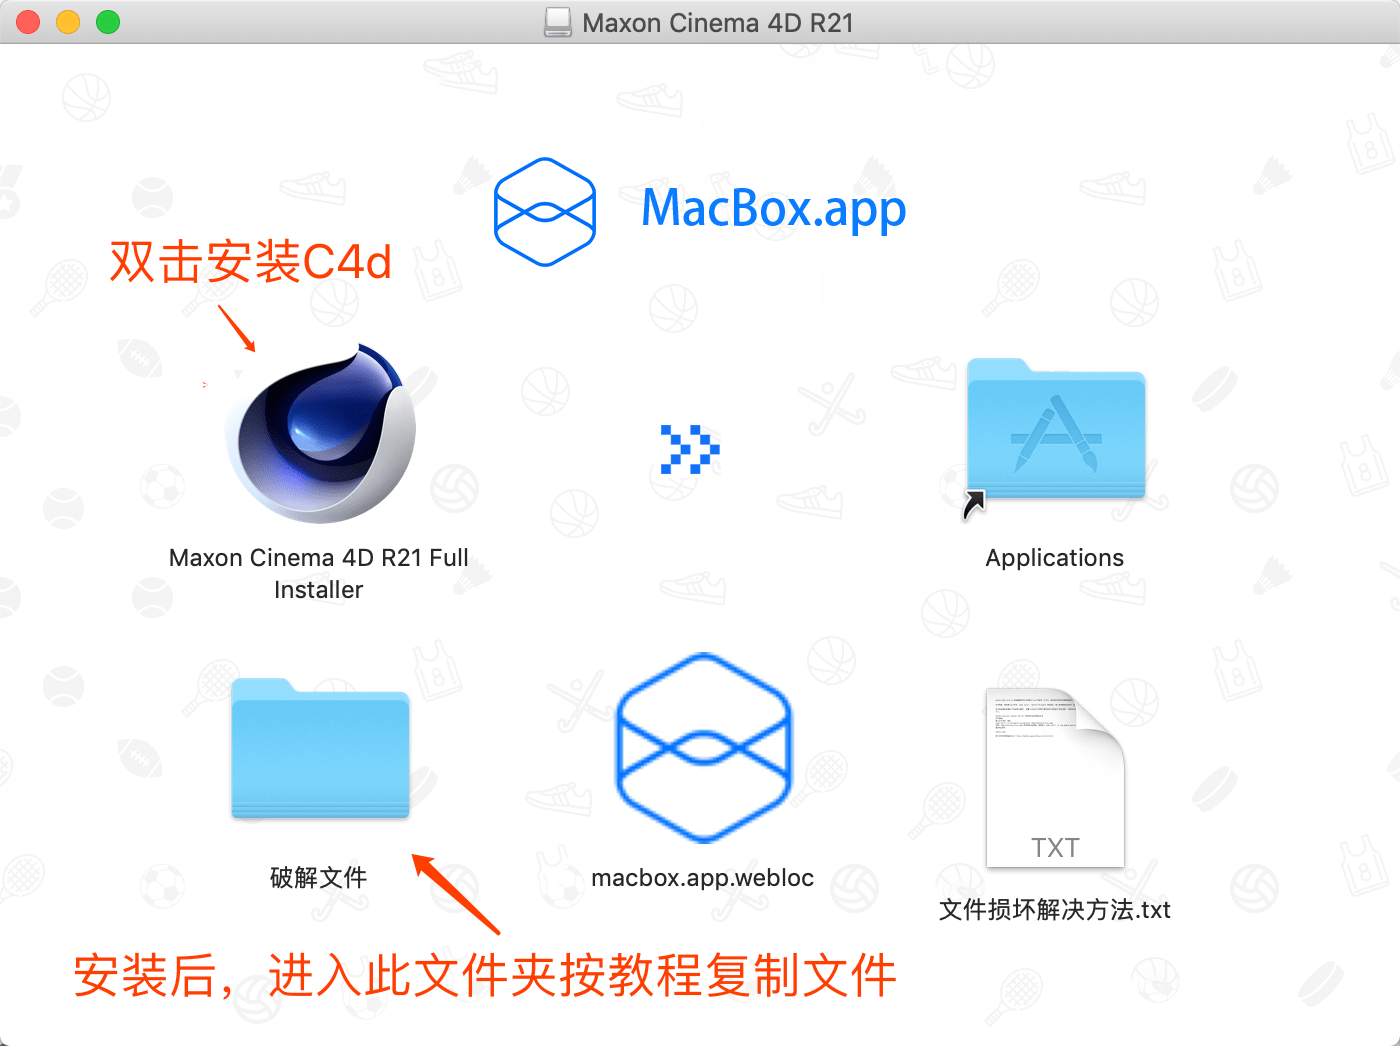 Maxon Cinema 4D R21
MacBox.app
双击安装C4d
Maxon Cinema 4D R21 Full
Installer
Applications
破解文件
macbox.app.webloc
TXT
文件损坏解决方法.txt
安装后，进入此文件夹按教程复制文件